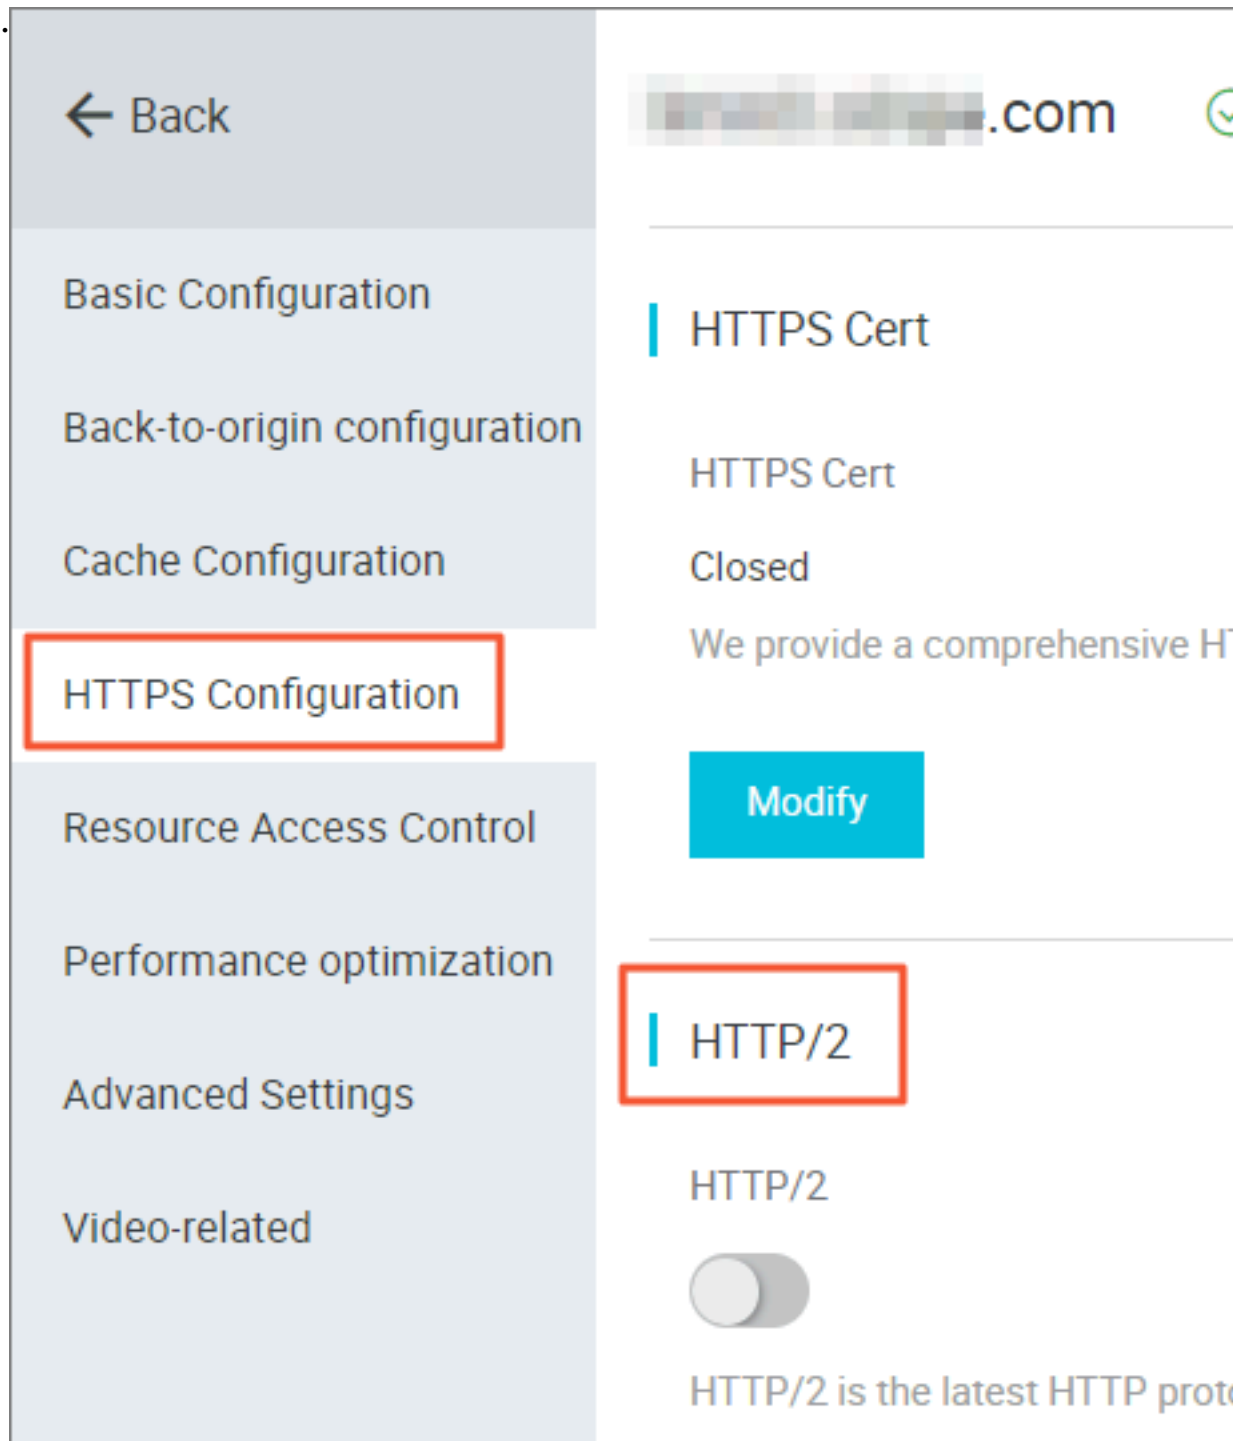 Back
.com
Basic Configuration
Back-to-origin configuration
Cache Configuration
HTTPS Configuration
Resource Access Control
Performance optimization
Advanced Settings
Video-related
HTTPS Cert
HTTPS Cert
Closed
We provide a comprehensive
Modify
HTTP/2
HTTP/2
HTTP/2 is the latest HTTP